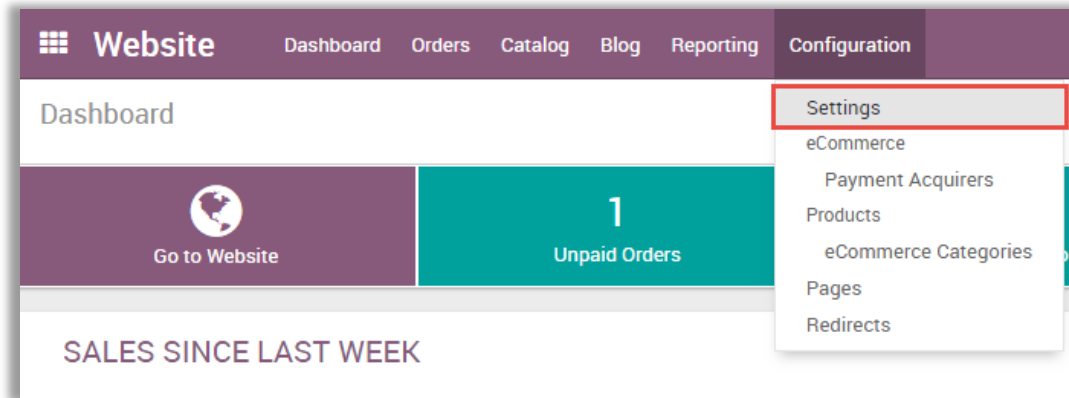 Website Dashboard Orders Catalog Blog Reporting Configuration
Dashboard
Settings
eCommerce
Payment Acquirers
Products
eCommerce Categories
Pages
Redirects
1
Go to Website
Unpaid Orders
SALES SINCE LAST WEEK